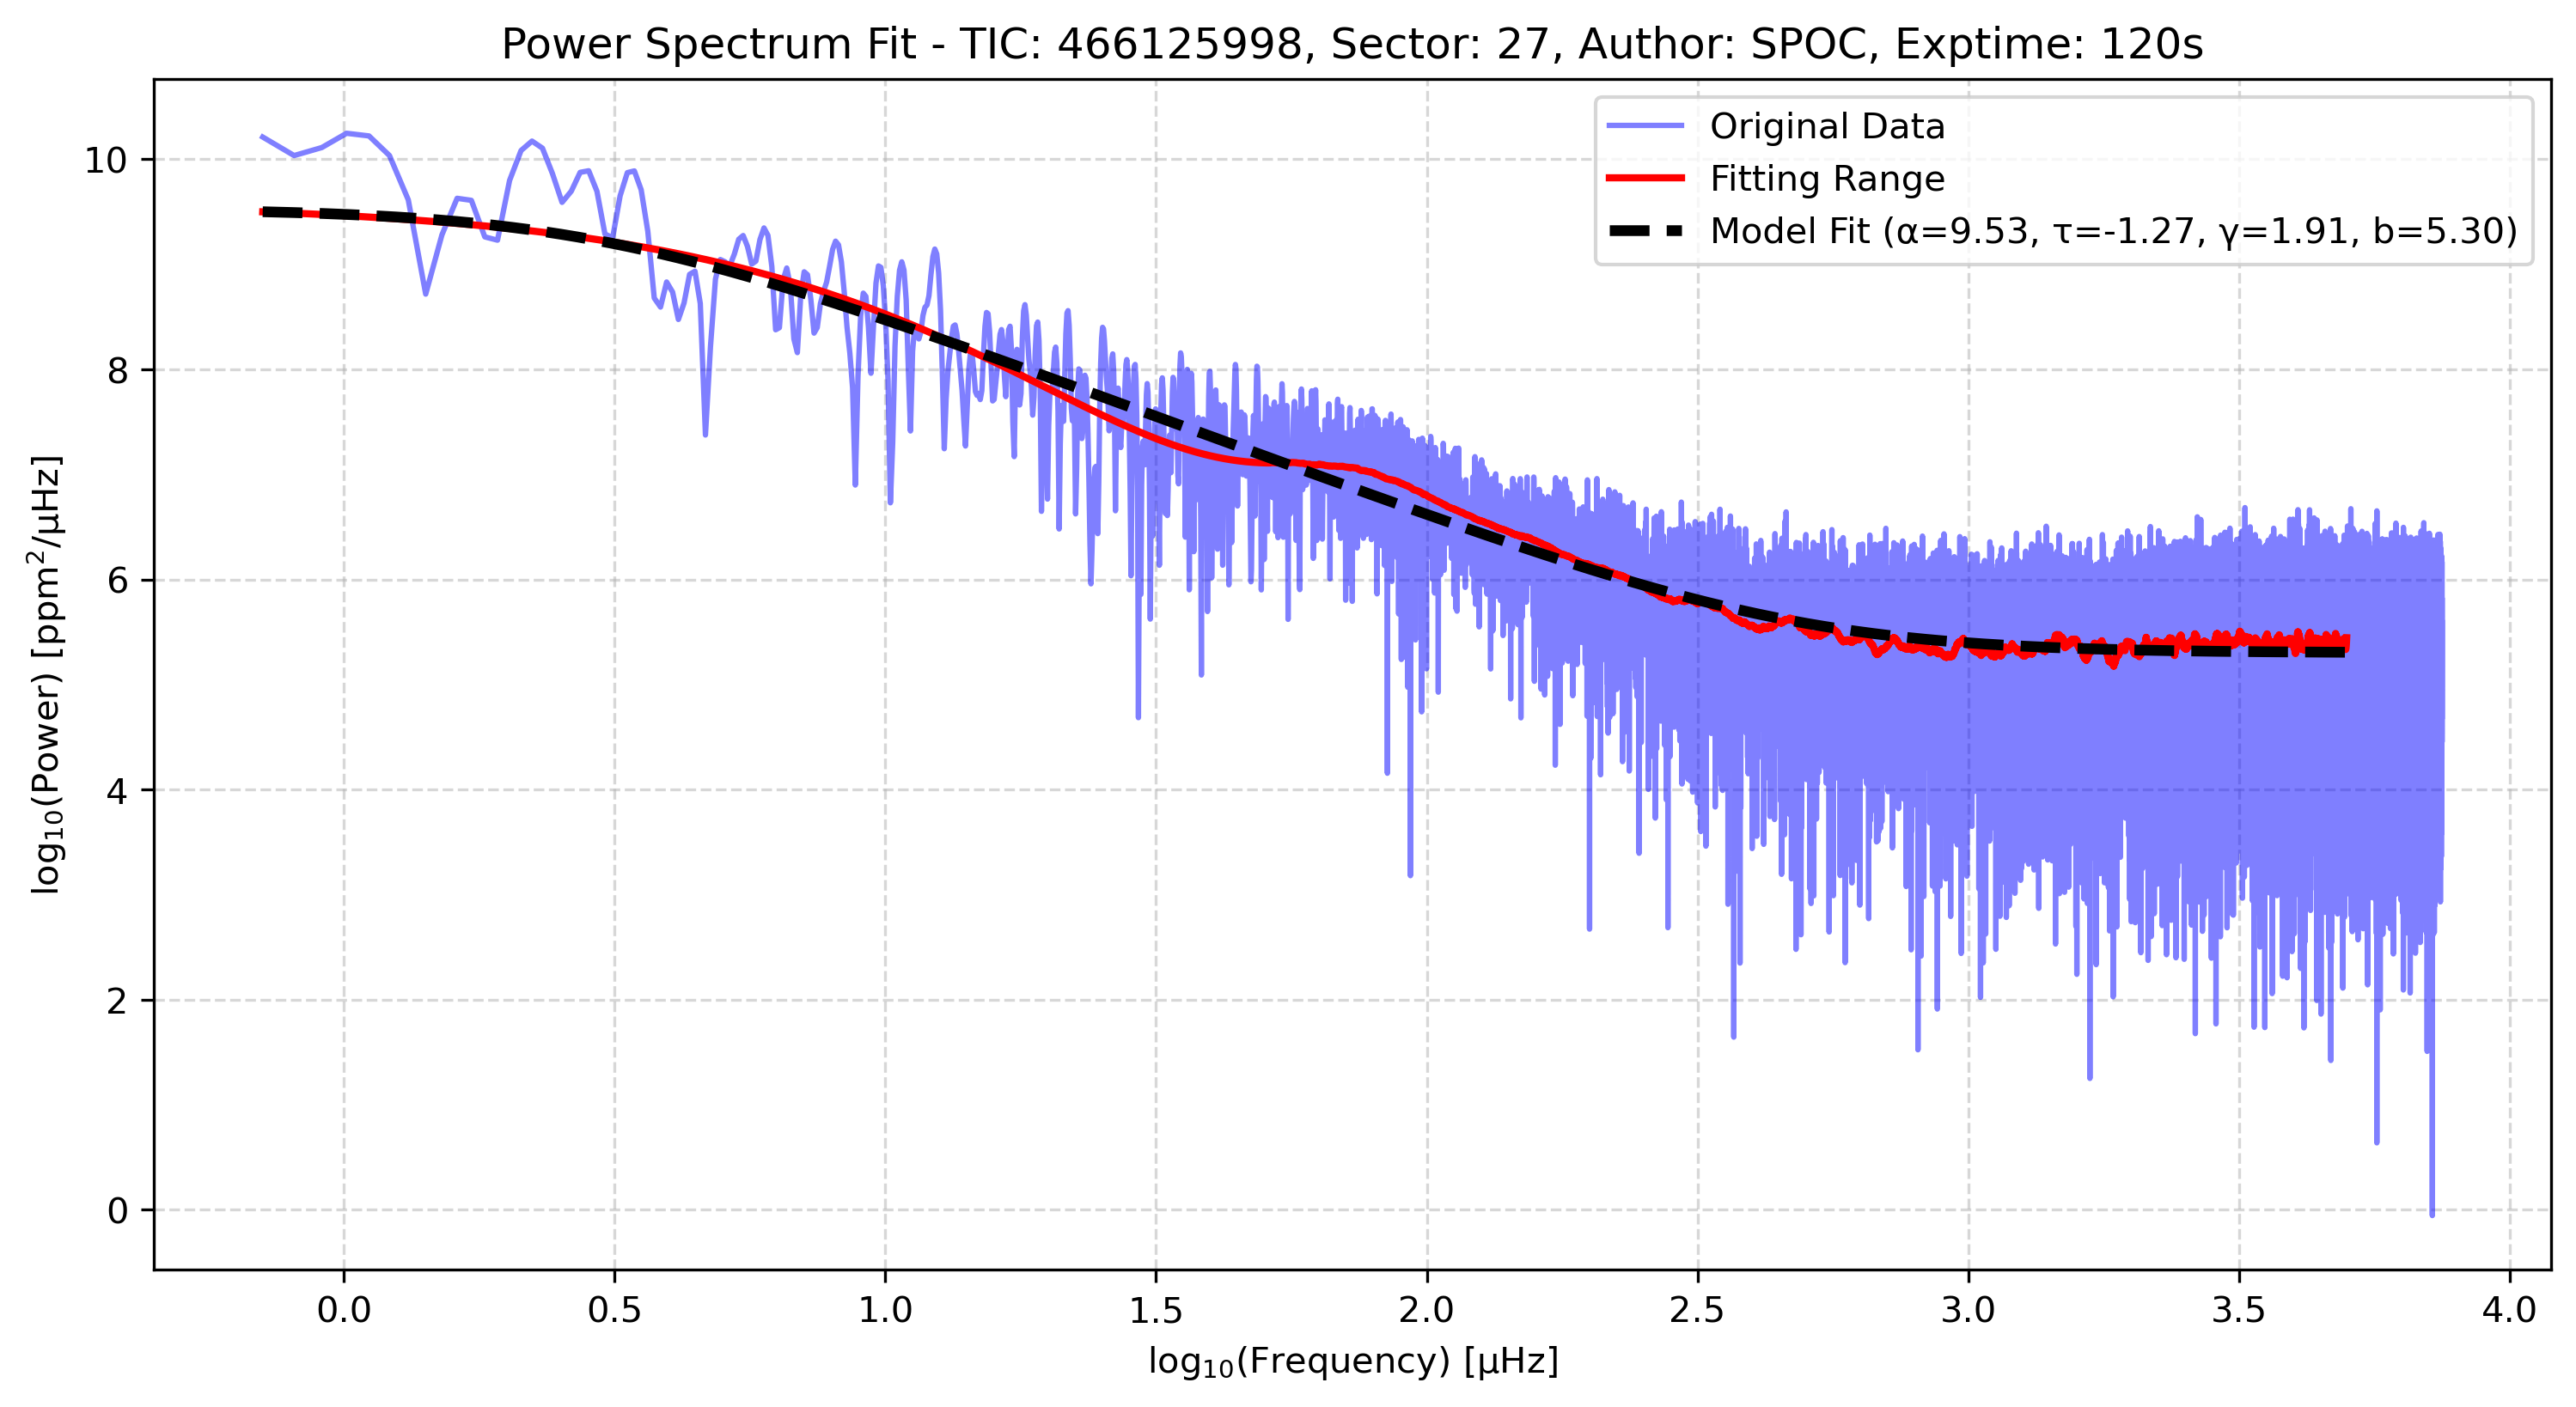 Power Spectrum Fit - TIC: 466125998, Sector: 27, Author: SPOC, Exptime: 120s
Original Data
Fitting Range
Model Fit (α=9.53, τ=-1.27, γ=1.91, b=5.30)
log₁₀(Power) [ppm²/μHz]
10
8
6
4
2
0
0.0 0.5 1.0 1.5 2.0 2.5 3.0 3.5 4.0
log₁₀(Frequency) [μHz]